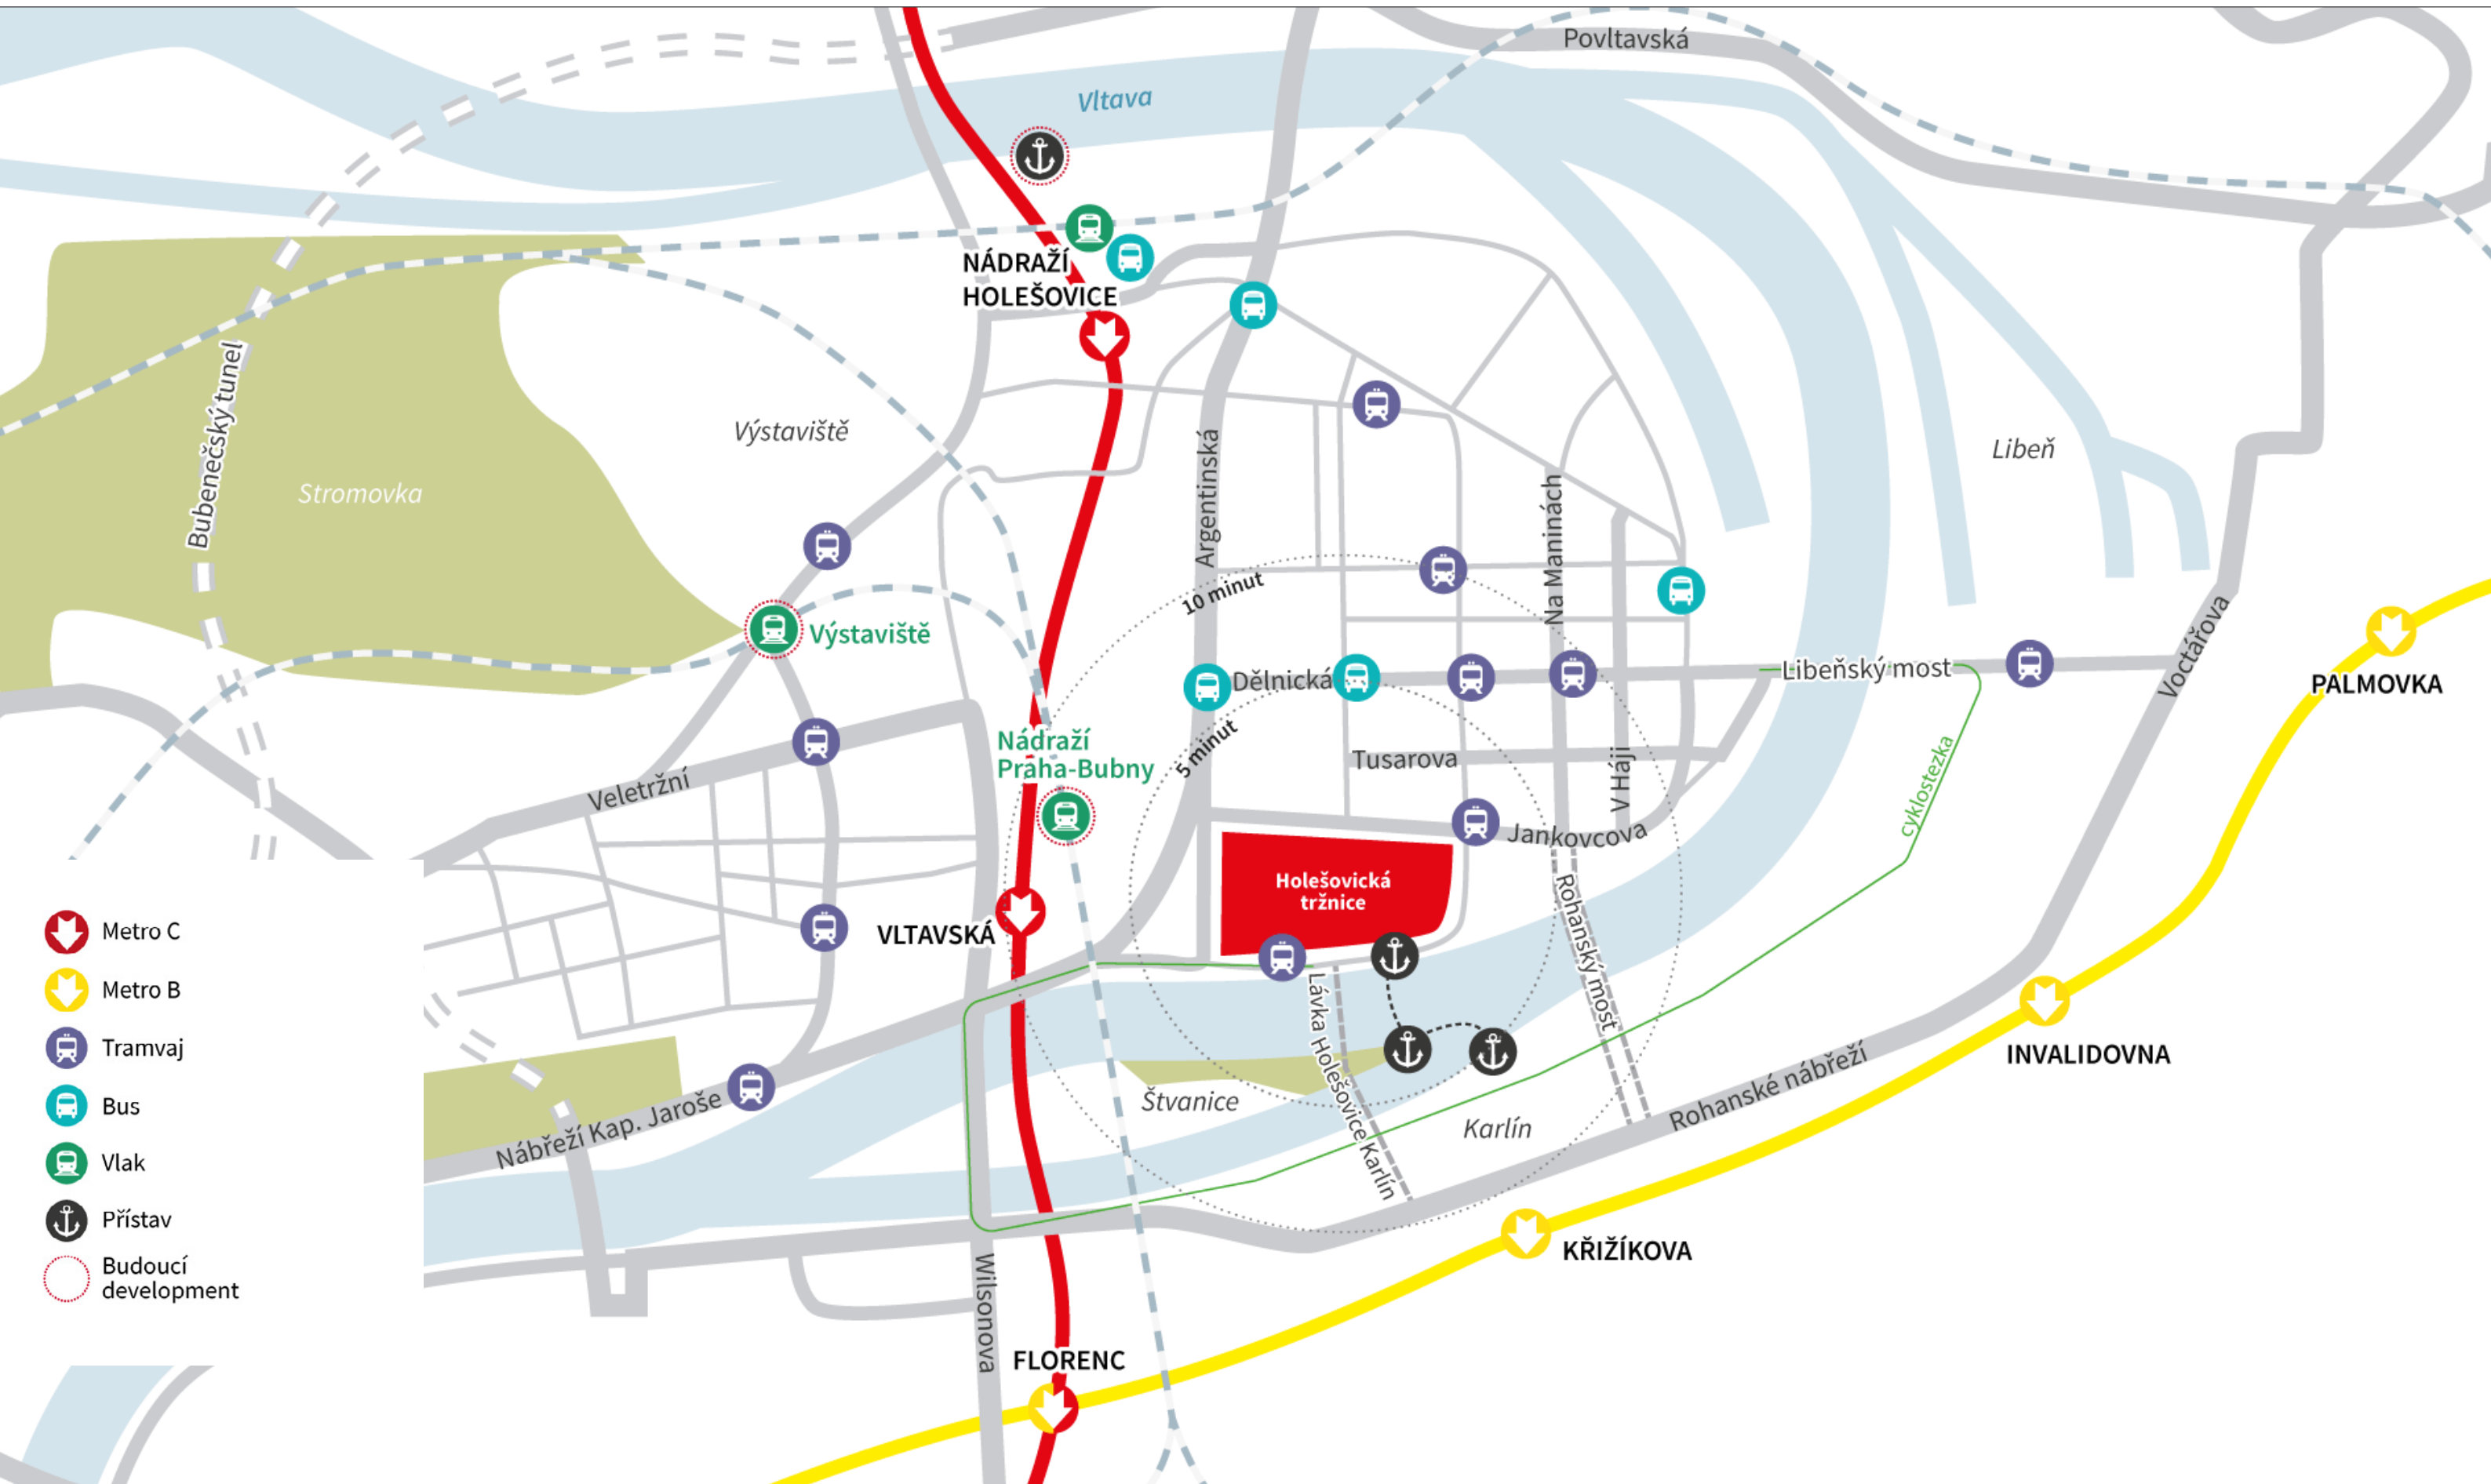 Povltavská
Vltava
NÁDRAŽÍ
HOLEŠOVICE
Bubenečský tunel
Stromovka
Výstaviště
Argentinská
Na Maninách
Libeň
10 minut
Výstaviště
Dělnická
Libeňský most
Voctářova
PALMOVKA
Nádraží
Praha-Bubny
5 minut
Tusarova
V Háji
cyklostezka
Veletržní
Jankovcova
Holešovická
tržnice
VLTAVSKÁ
Rohanský most
Lávka Holešovice Karlín
INVALIDOVNA
Štvanice
Karlín
Rohanské nábřeží
Nábřeží Kap. Jaroše
KŘIŽÍKOVA
Wilsonova
FLORENC
Metro C
Metro B
Tramvaj
Bus
Vlak
Přístav
Budoucí
development